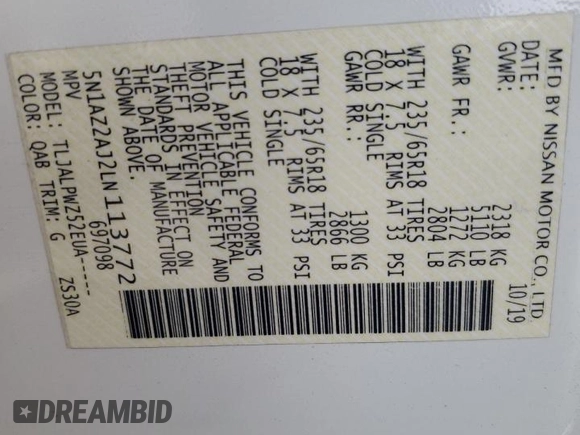 MFD BY NISSAN MOTOR CO., LTD
DATE: 10/19
GVWR: 2318 KG
5110 LB
GAWR FR.: 1272 KG
2804 LB
WITH 235/65R18 TIRES
18 X 7.5 RIMS AT 33 PSI
COLD SINGLE
GAWR RR.: 1300 KG
2866 LB
WITH 235/65R18 TIRES
18 X 7.5 RIMS AT 33 PSI
COLD SINGLE
THIS VEHICLE CONFORMS TO
ALL APPLICABLE FEDERAL
MOTOR VEHICLE SAFETY AND
THEFT PREVENTION
STANDARDS IN EFFECT ON
THE DATE OF MANUFACTURE
SHOWN ABOVE.
5N1AZ2AJ2LN113772
MPV 697098
MODEL: TLJALPWZ52EUA-----
COLOR: QAB TRIM: G ZS30A
DREAMBID